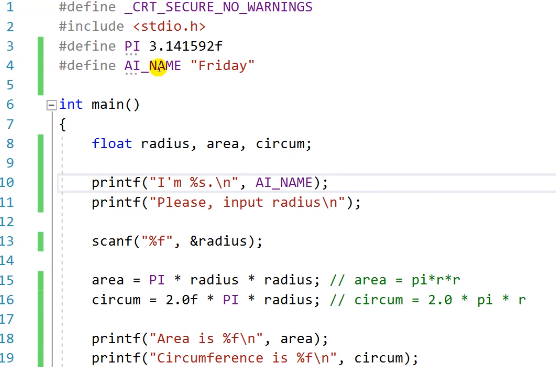 1 #define _CRT_SECURE_NO_WARNINGS
2 #include <stdio.h>
3 #define PI 3.141592f
4 #define AI_NAME "Friday"
5
6 int main()
7 {
8 float radius, area, circum;
9
10 printf("I'm %s.\n", AI_NAME);
11 printf("Please, input radius\n");
12
13 scanf("%f", &radius);
14
15 area = PI * radius * radius; // area = pi*r*r
16 circum = 2.0f * PI * radius; // circum = 2.0 * pi * r
17
18 printf("Area is %f\n", area);
19 printf("Circumference is %f\n", circum);